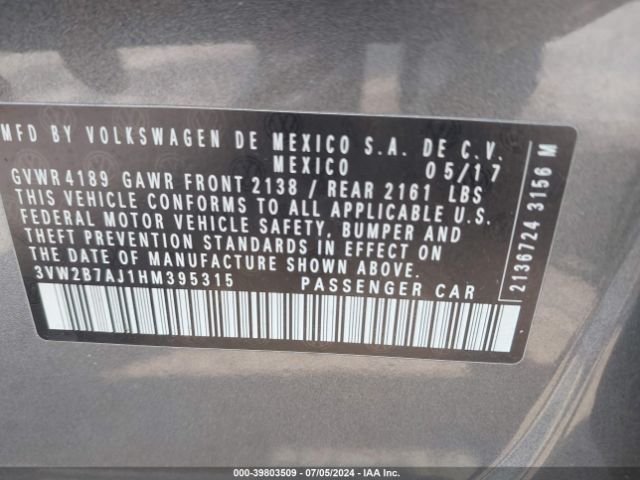 MFD BY VOLKSWAGEN DE MEXICO S.A. DE C.V.
MEXICO 05/17
GVWR 4189 GAWR FRONT 2138 / REAR 2161 LBS
THIS VEHICLE CONFORMS TO ALL APPLICABLE U.S.
FEDERAL MOTOR VEHICLE SAFETY, BUMPER AND
THEFT PREVENTION STANDARDS IN EFFECT ON
THE DATE OF MANUFACTURE SHOWN ABOVE.
3VW2B7AJ1HM395315 PASSENGER CAR
2136724 3156 M
000-39803509 - 07/05/2024 - IAA Inc.